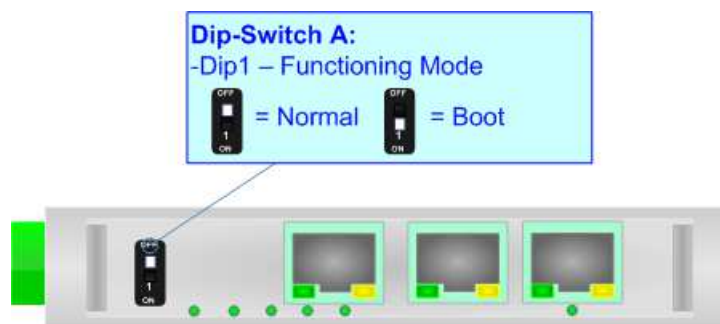 Dip-Switch A:
-Dip1 – Functioning Mode
OFF
1
ON
= Normal
OFF
1
ON
= Boot
OFF
1
ON